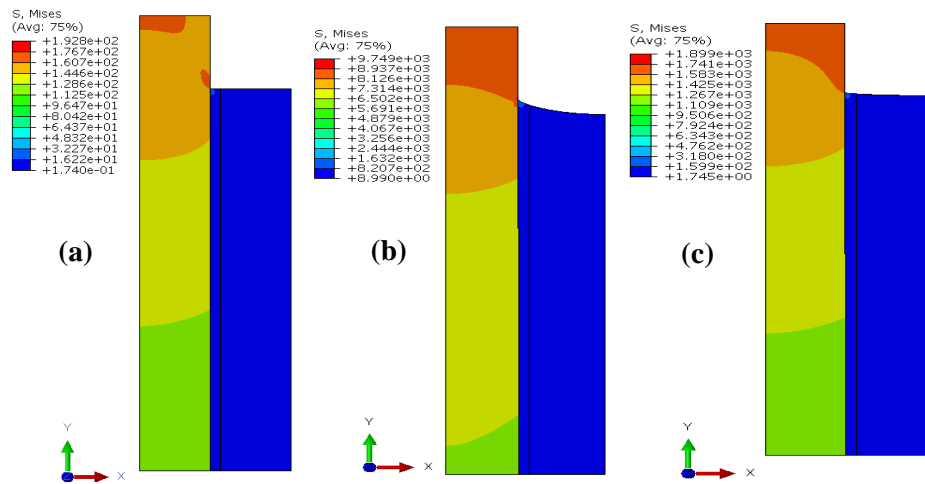 S, Mises
(Avg: 75%)
+1.928e+02
+1.767e+02
+1.607e+02
+1.446e+02
+1.286e+02
+1.125e+02
+9.647e+01
+8.042e+01
+6.437e+01
+4.832e+01
+3.227e+01
+1.622e+01
+1.740e-01
(a)
Y
X
S, Mises
(Avg: 75%)
+9.749e+03
+8.937e+03
+8.126e+03
+7.314e+03
+6.502e+03
+5.691e+03
+4.879e+03
+4.067e+03
+3.256e+03
+2.444e+03
+1.632e+03
+8.207e+02
+8.990e+00
(b)
Y
X
S, Mises
(Avg: 75%)
+1.899e+03
+1.741e+03
+1.583e+03
+1.425e+03
+1.267e+03
+1.109e+03
+9.506e+02
+7.924e+02
+6.343e+02
+4.762e+02
+3.180e+02
+1.599e+02
+1.745e+00
(c)
Y
X